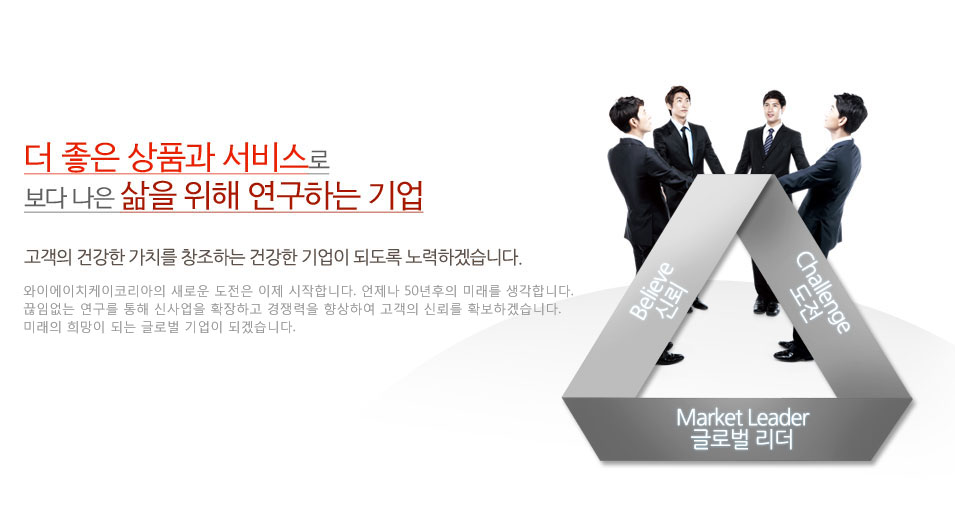 더 좋은 상품과 서비스로
보다 나은 삶을 위해 연구하는 기업
고객의 건강한 가치를 창조하는 건강한 기업이 되도록 노력하겠습니다.
와이에이치케이코리아의 새로운 도전은 이제 시작합니다. 언제나 50년후의 미래를 생각합니다.
끊임없는 연구를 통해 신사업을 확장하고 경쟁력을 향상하여 고객의 신뢰를 확보하겠습니다.
미래의 희망이 되는 글로벌 기업이 되겠습니다.
Believe
신뢰
Challenge
도전
Market Leader
글로벌 리더